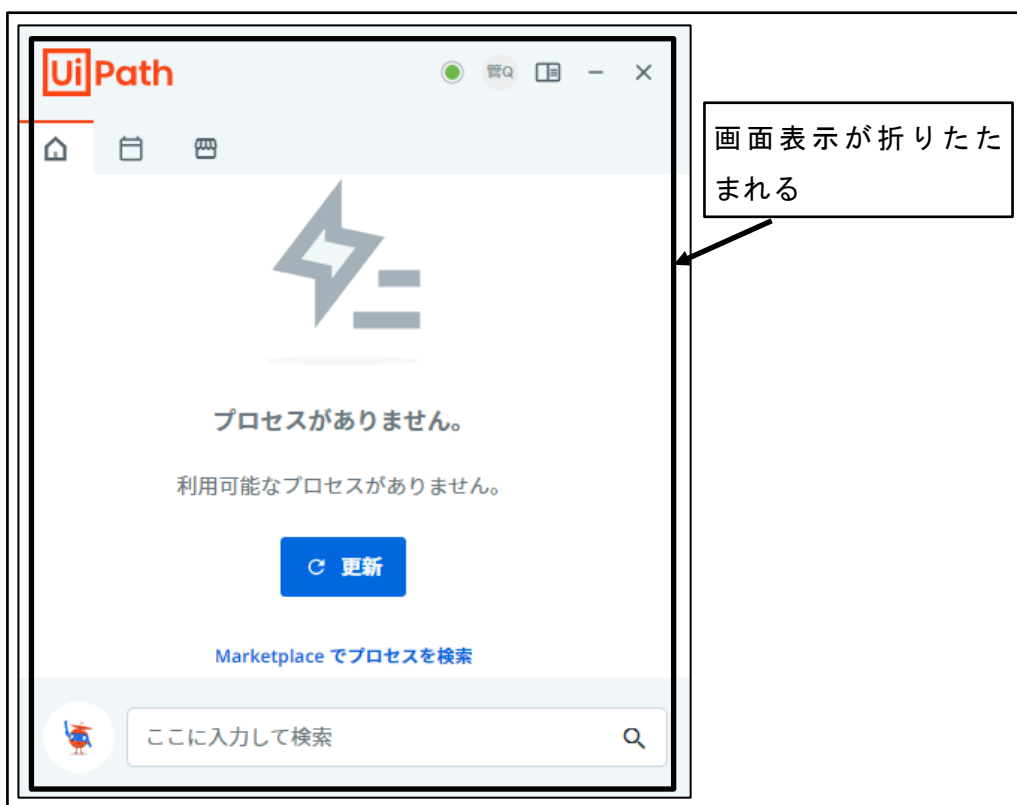 UiPath
管Q
画面表示が折りたた
まれる
プロセスがありません。
利用可能なプロセスがありません。
更新
Marketplace でプロセスを検索
ここに入力して検索